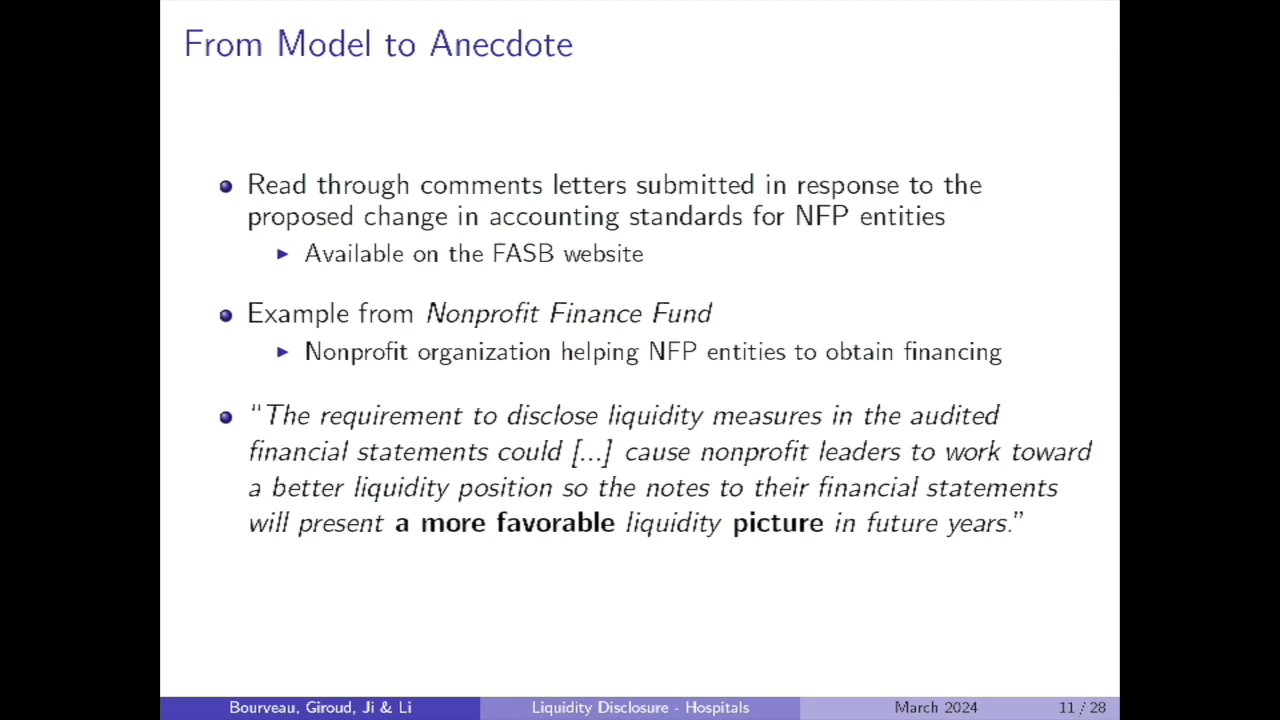 From Model to Anecdote
Read through comments letters submitted in response to the
proposed change in accounting standards for NFP entities
Available on the FASB website
Example from Nonprofit Finance Fund
Nonprofit organization helping NFP entities to obtain financing
“The requirement to disclose liquidity measures in the audited
financial statements could [...] cause nonprofit leaders to work toward
a better liquidity position so the notes to their financial statements
will present a more favorable liquidity picture in future years.”
Bourveau, Giroud, Ji & Li
Liquidity Disclosure - Hospitals
March 2024
11 / 28